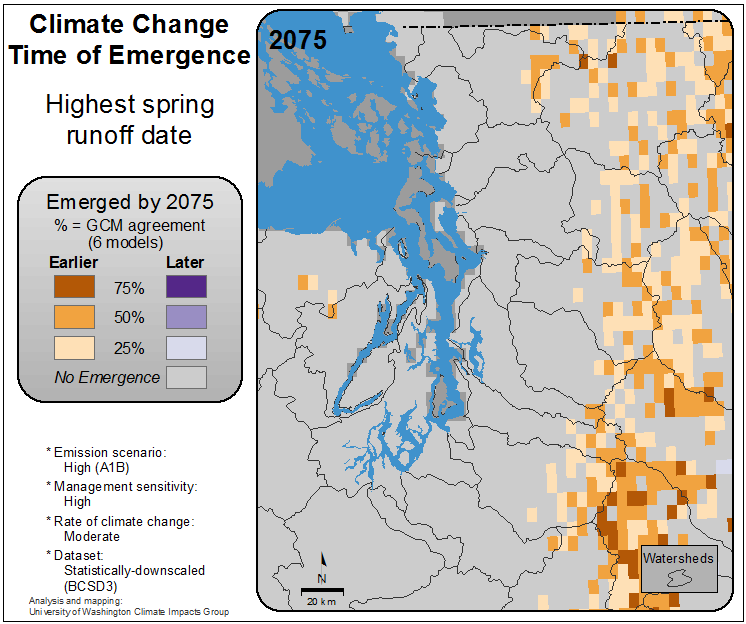 Climate Change
Time of Emergence
Highest spring
runoff date
Emerged by 2075
% = GCM agreement
(6 models)
Earlier Later
75%
50%
25%
No Emergence
* Emission scenario:
High (A1B)
* Management sensitivity:
High
* Rate of climate change:
Moderate
* Dataset:
Statistically-downscaled
(BCSD3)
Analysis and mapping:
University of Washington Climate Impacts Group
2075
N
20 km
Watersheds